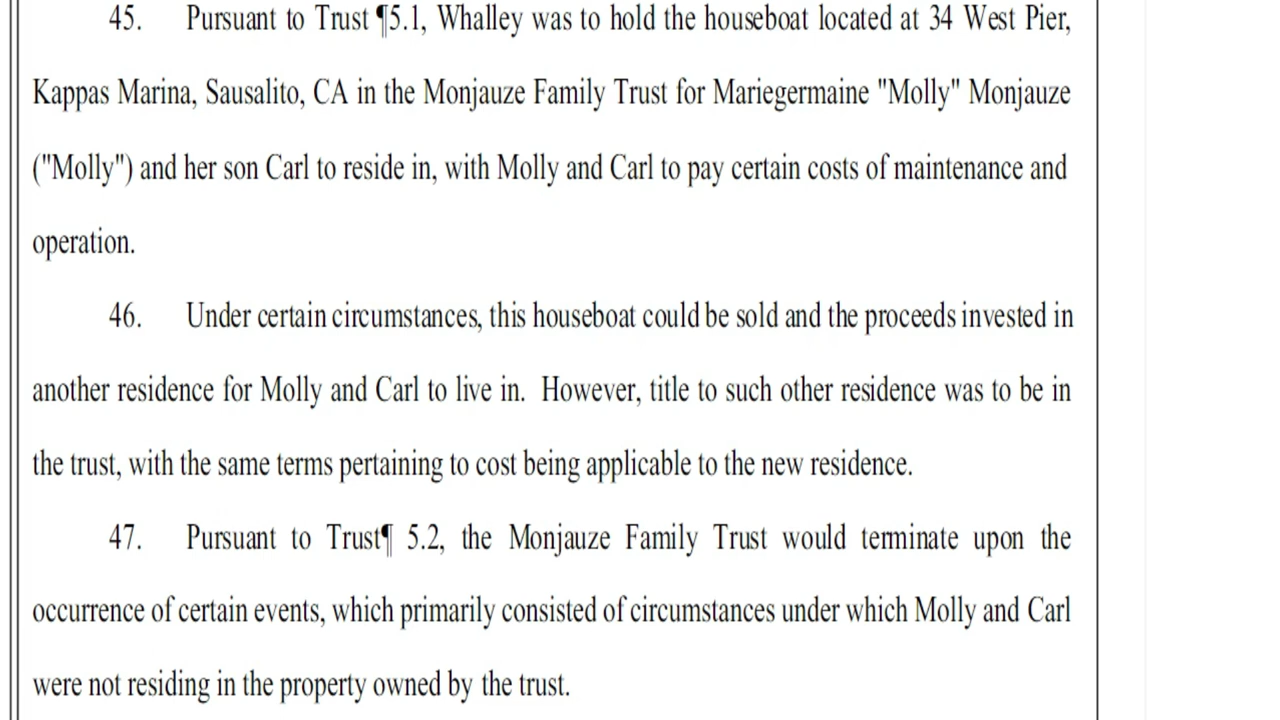 45. Pursuant to Trust ¶5.1, Whalley was to hold the houseboat located at 34 West Pier,
Kappas Marina, Sausalito, CA in the Monjauze Family Trust for Mariegermaine "Molly" Monjauze
("Molly") and her son Carl to reside in, with Molly and Carl to pay certain costs of maintenance and
operation.
46. Under certain circumstances, this houseboat could be sold and the proceeds invested in
another residence for Molly and Carl to live in. However, title to such other residence was to be in
the trust, with the same terms pertaining to cost being applicable to the new residence.
47. Pursuant to Trust¶ 5.2, the Monjauze Family Trust would terminate upon the
occurrence of certain events, which primarily consisted of circumstances under which Molly and Carl
were not residing in the property owned by the trust.